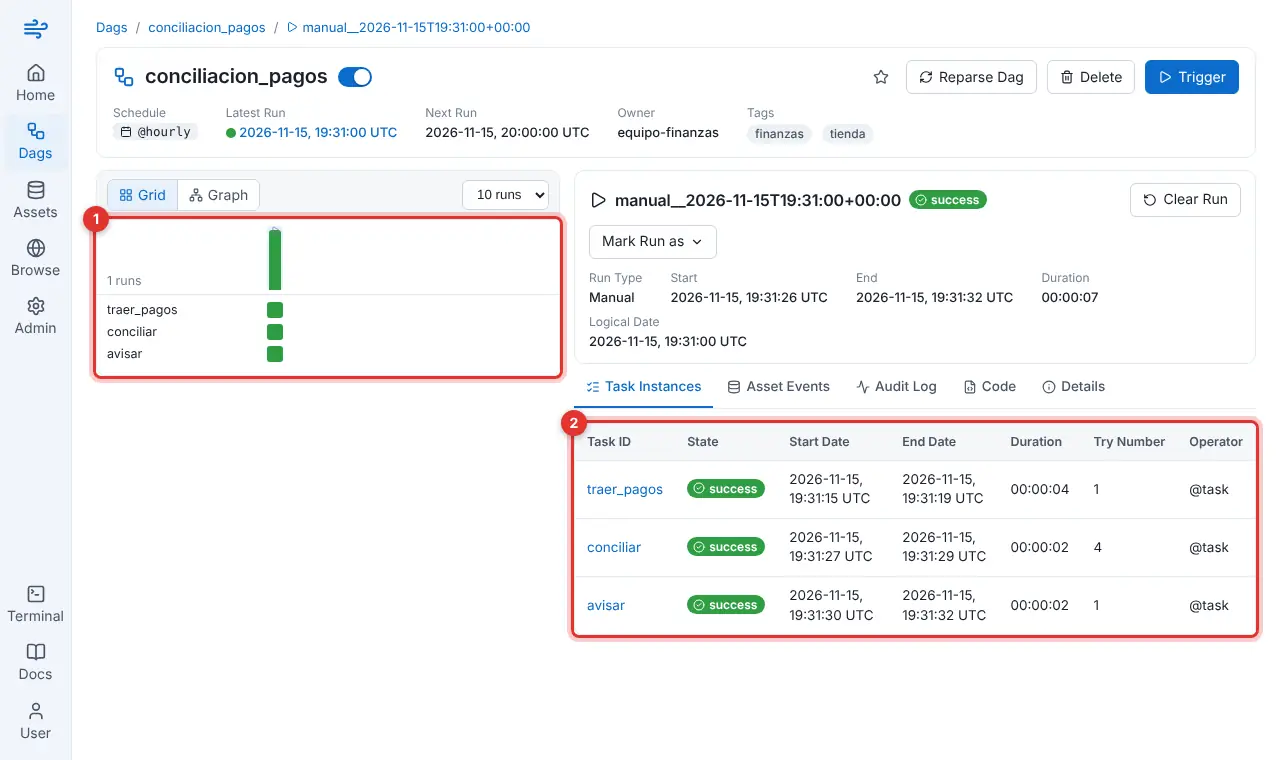 Dags / conciliacion_pagos / manual__2026-11-15T19:31:00+00:00
Home
Dags
Assets
Browse
Admin
Terminal
Docs
User
conciliacion_pagos
Reparse Dag
Delete
Trigger
Schedule
@hourly
Latest Run
2026-11-15, 19:31:00 UTC
Next Run
2026-11-15, 20:00:00 UTC
Owner
equipo-finanzas
Tags
finanzas tienda
Grid Graph 10 runs
1
1 runs
traer_pagos
conciliar
avisar
manual__2026-11-15T19:31:00+00:00 success
Clear Run
Mark Run as
Run Type
Manual
Start
2026-11-15, 19:31:26 UTC
End
2026-11-15, 19:31:32 UTC
Duration
00:00:07
Logical Date
2026-11-15, 19:31:00 UTC
Task Instances Asset Events Audit Log Code Details
2
Task ID State Start Date End Date Duration Try Number Operator
traer_pagos success 2026-11-15, 19:31:15 UTC 2026-11-15, 19:31:19 UTC 00:00:04 1 @task
conciliar success 2026-11-15, 19:31:27 UTC 2026-11-15, 19:31:29 UTC 00:00:02 4 @task
avisar success 2026-11-15, 19:31:30 UTC 2026-11-15, 19:31:32 UTC 00:00:02 1 @task